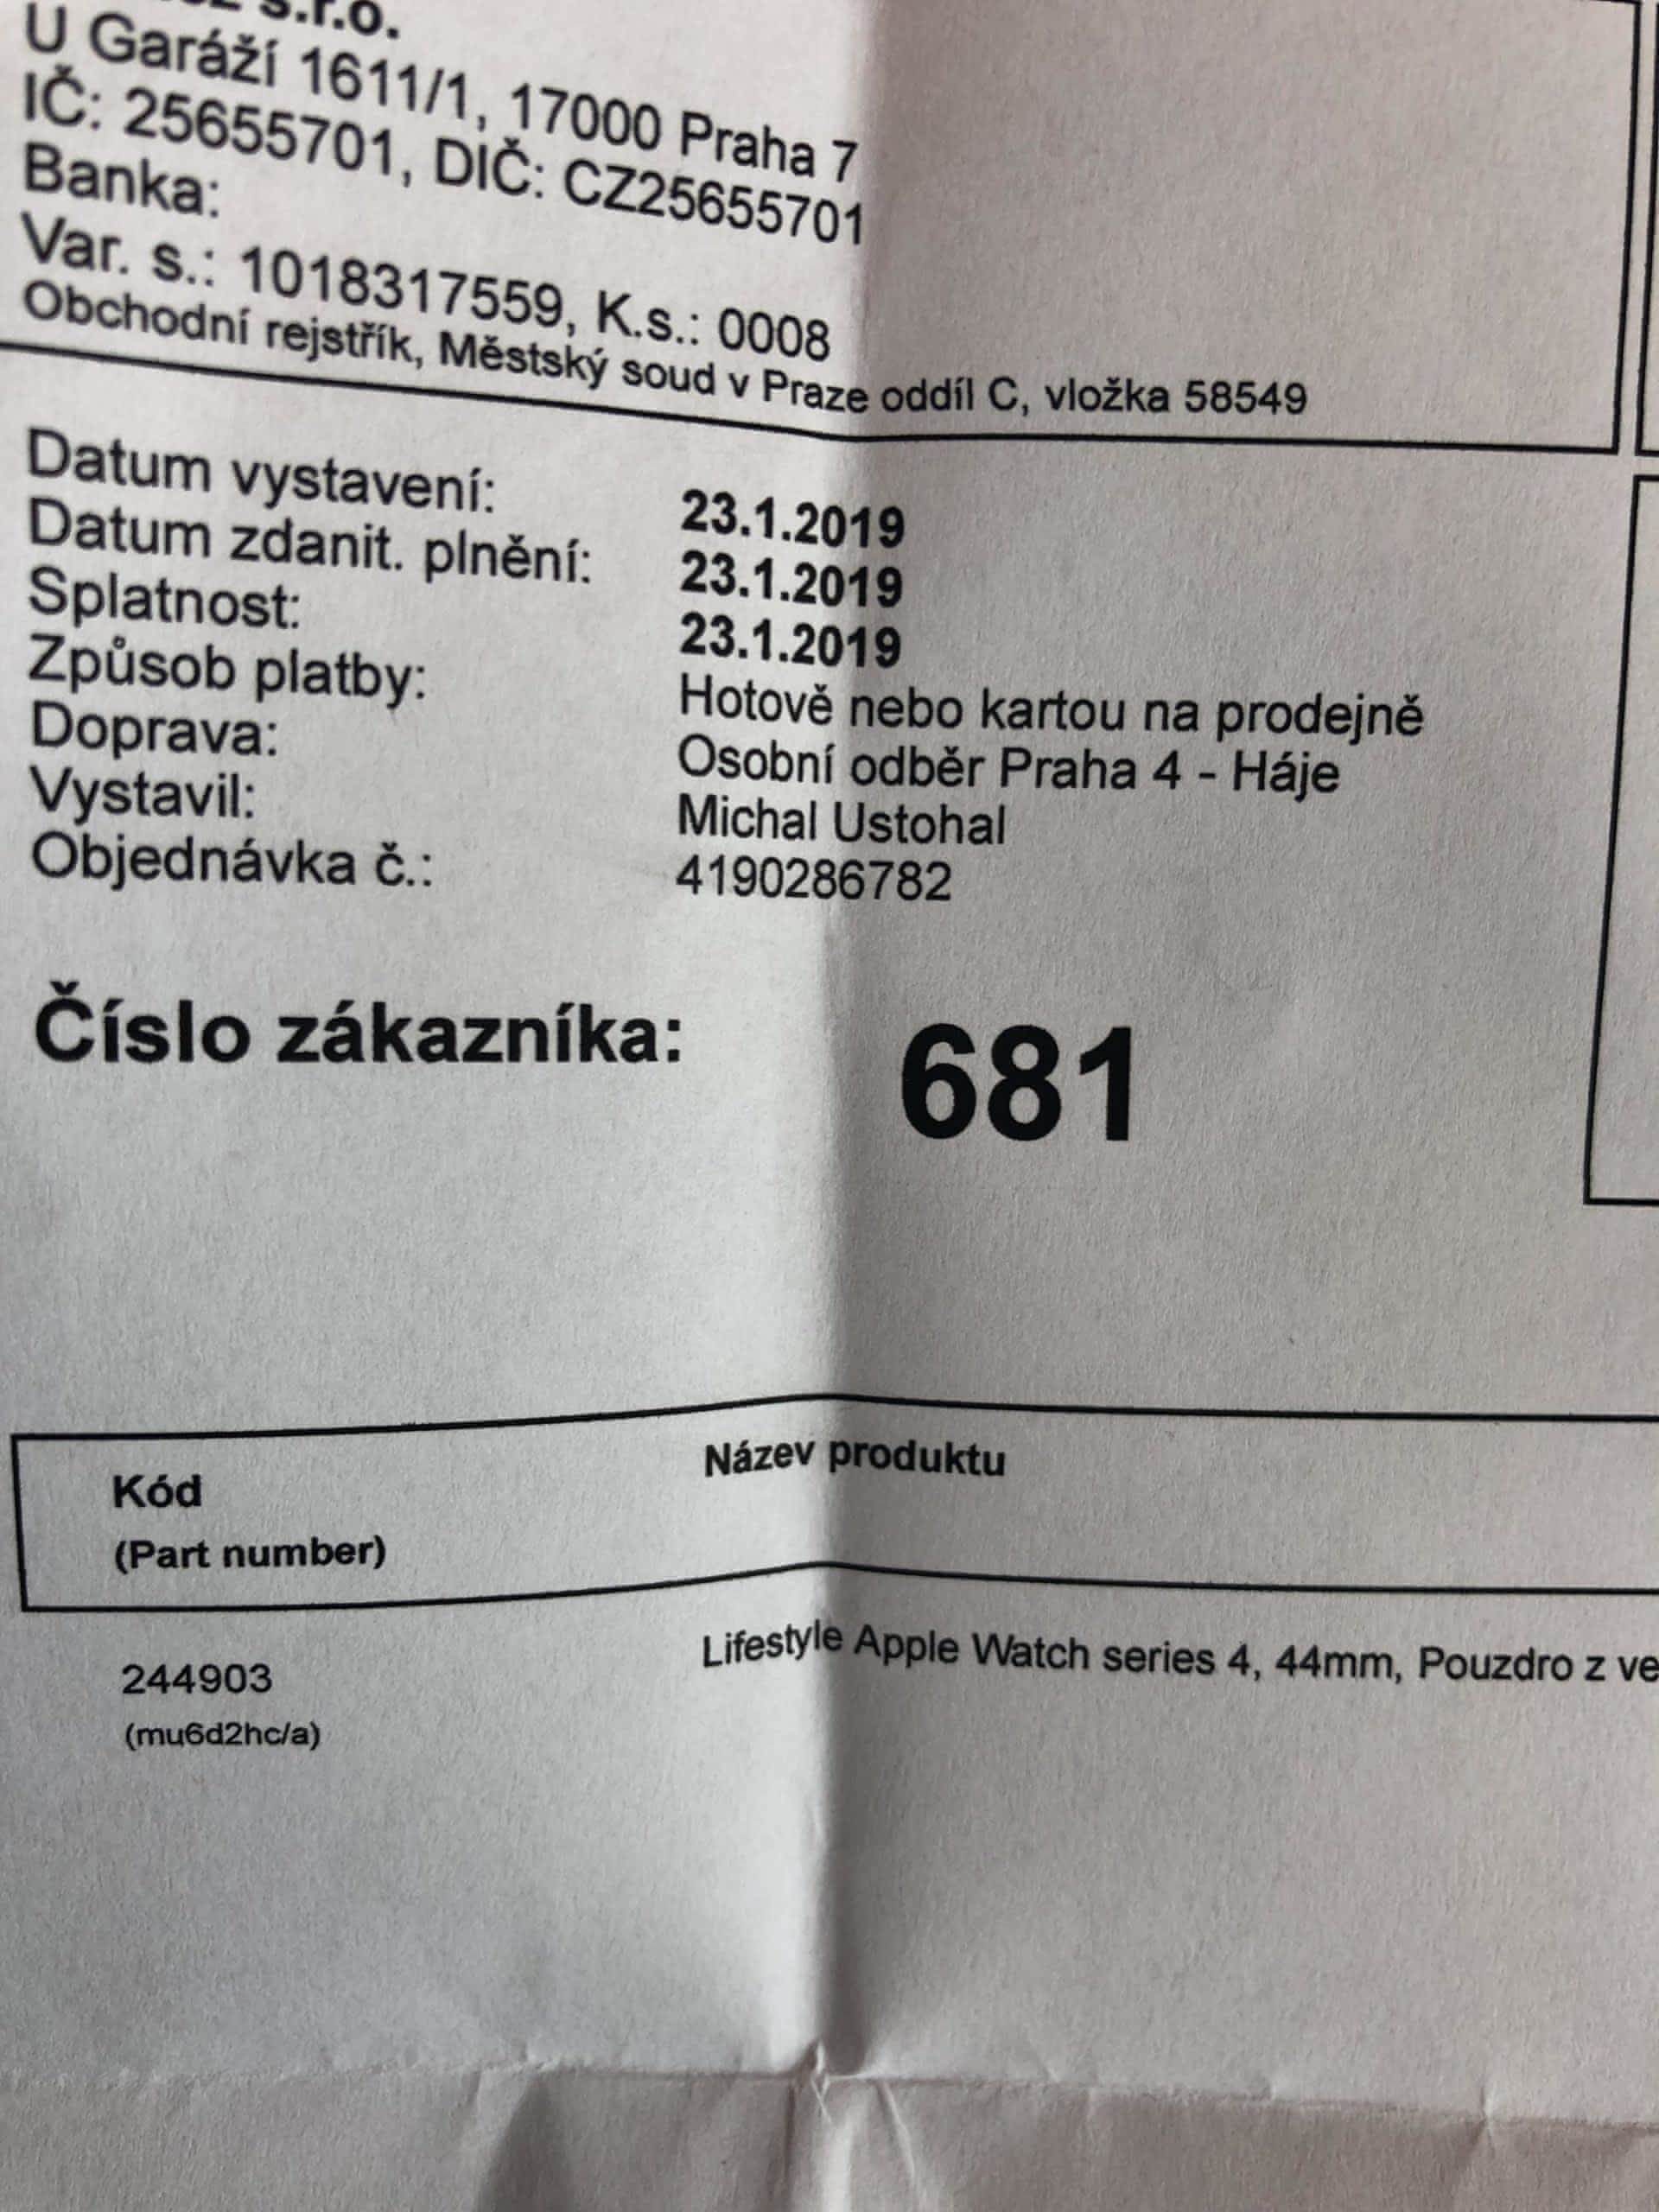 s.r.o.
U Garáží 1611/1, 17000 Praha 7
IČ: 25655701, DIČ: CZ25655701
Banka:
Var. s.: 1018317559, K.s.: 0008
Obchodní rejstřík, Městský soud v Praze oddíl C, vložka 58549
Datum vystavení: 23.1.2019
Datum zdanit. plnění: 23.1.2019
Splatnost: 23.1.2019
Způsob platby: Hotově nebo kartou na prodejně
Doprava: Osobní odběr Praha 4 - Háje
Vystavil: Michal Ustohal
Objednávka č.: 4190286782
Číslo zákazníka: 681
Kód Název produktu
(Part number)
244903 Lifestyle Apple Watch series 4, 44mm, Pouzdro z ve
(mu6d2hc/a)